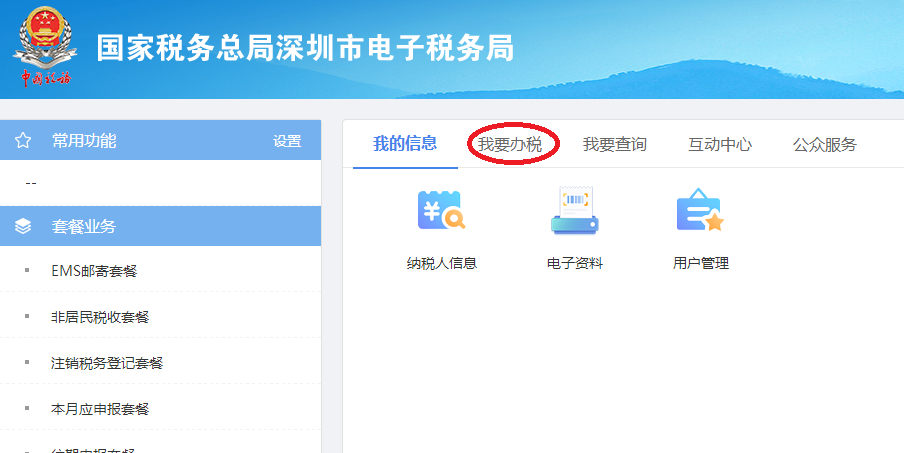 中国税务
国家税务总局深圳市电子税务局
常用功能 设置
--
套餐业务
EMS邮寄套餐
非居民税收套餐
注销税务登记套餐
本月应申报套餐
我的信息 我要办税 我要查询 互动中心 公众服务
纳税人信息 电子资料 用户管理